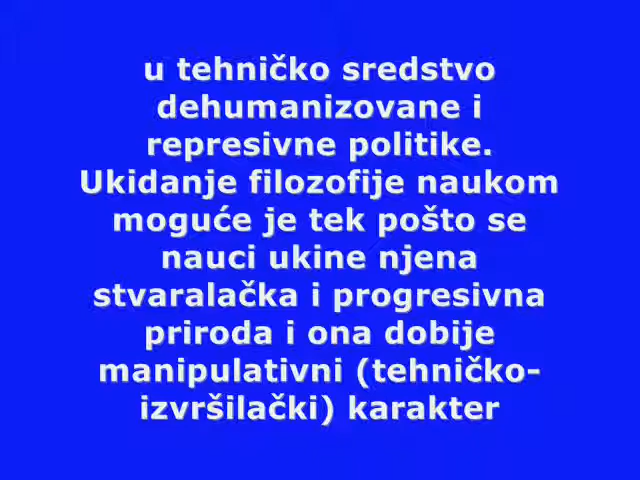 u tehničko sredstvo
dehumanizovane i
represivne politike.
Ukidanje filozofije naukom
moguće je tek pošto se
nauci ukine njena
stvaralačka i progresivna
priroda i ona dobije
manipulativni (tehničko-
izvršilački) karakter